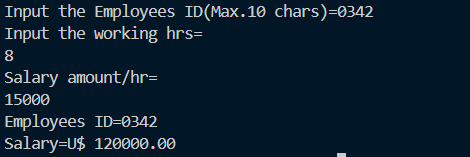 Input the Employees ID(Max.10 chars)=0342
Input the working hrs=
8
Salary amount/hr=
15000
Employees ID=0342
Salary=U$ 120000.00